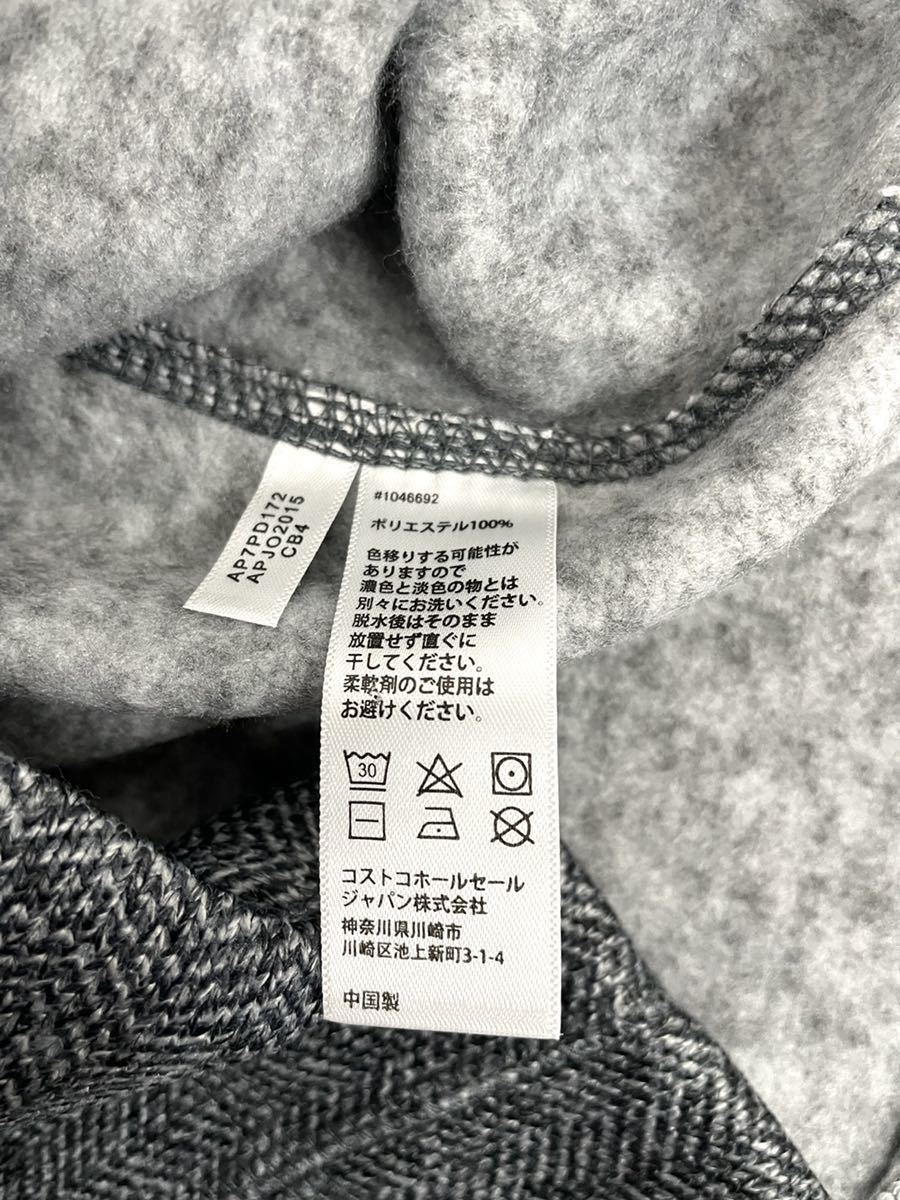 AP7PD172
AP JO2015
CB4
#1046692
ポリエステル100%
色移りする可能性が
ありますので
濃色と淡色の物とは
別々にお洗いください。
脱水後はそのまま
放置せず直ぐに
干してください。
柔軟剤のご使用は
お避けください。
30
コストコホールセール
ジャパン株式会社
神奈川県川崎市
川崎区池上新町3-1-4
中国製